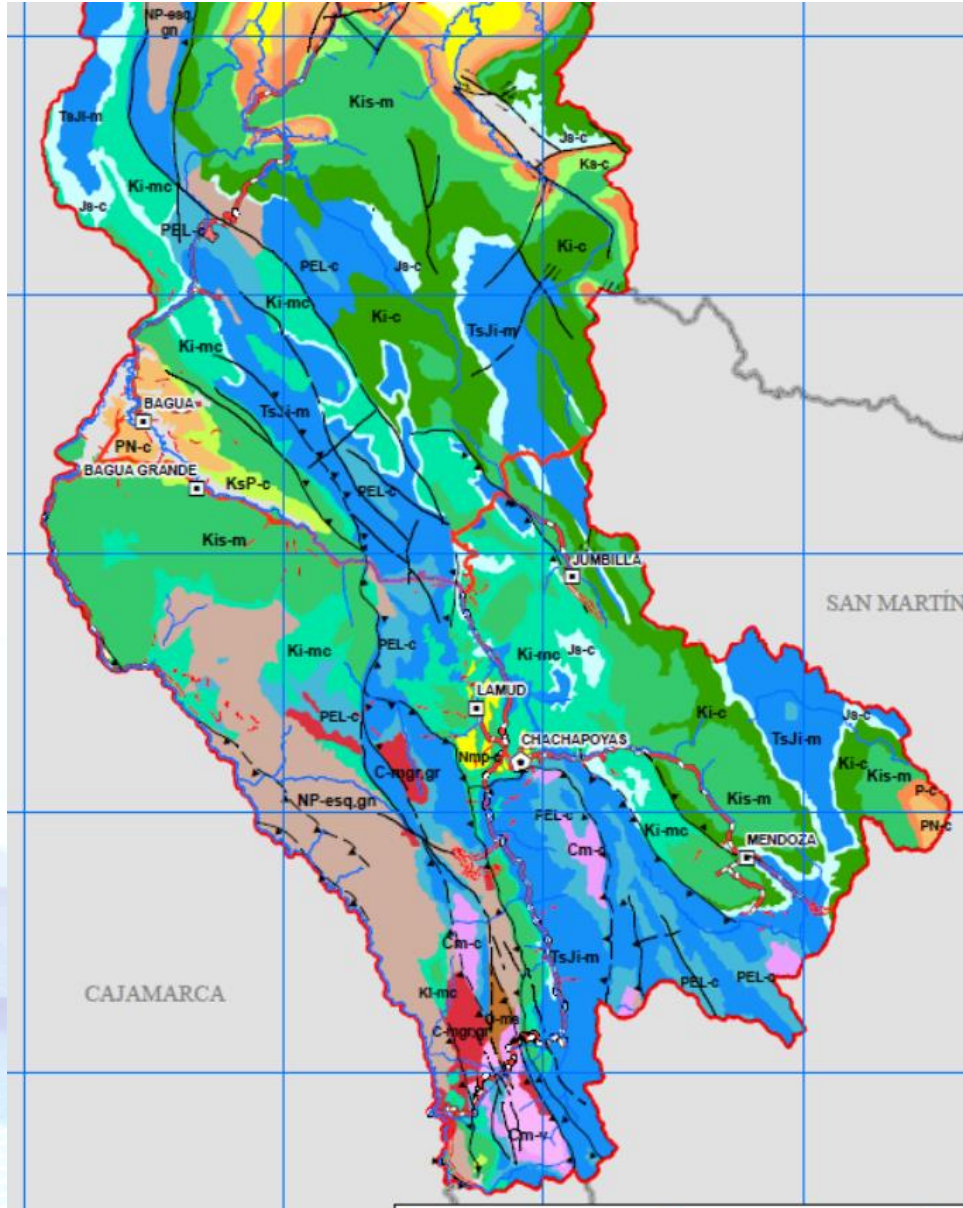 NP-esq,
gn
Kis-m
TsJi-m
Js-c
Ks-c
Ki-mc
Js-c
PEL-c
Ki-c
PEL-c
Js-c
Ki-mc
Ki-c
TsJi-m
Ki-mc
TsJi-m
BAGUA
PN-c
BAGUA GRANDE
KsP-c
PEL-c
Kis-m
JUMBILLA
SAN MARTÍN
Ki-mc
PEL-c
Ki-mc
Js-c
LAMUD
Ki-c
PEL-c
TsJi-m
Js-c
CHACHAPOYAS
Nmp-c
C-mgr,gr
Ki-c
Kis-m
NP-esq,gn
PEL-c
Kis-m
P-c
Ki-mc
PN-c
Cm-c
MENDOZA
Cm-c
TsJi-m
PEL-c
PEL-c
CAJAMARCA
Ki-mc
C-mgr,gr
Cm-v